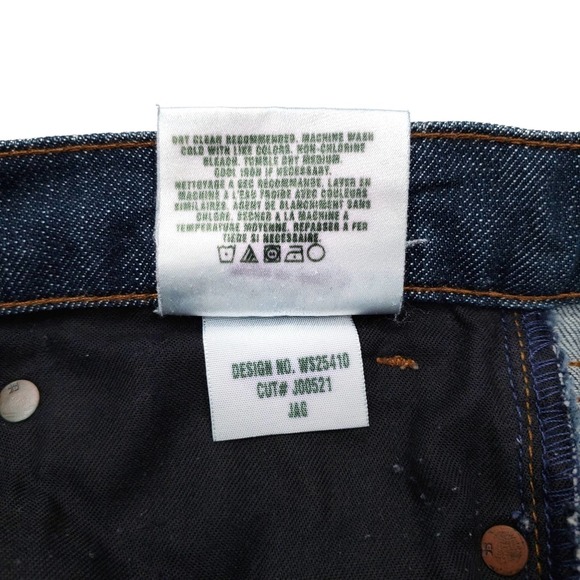 DRY CLEAN RECOMMENDED. MACHINE WASH
COLD WITH LIKE COLORS. NON-CHLORINE
BLEACH. TUMBLE DRY MEDIUM.
COOL IRON IF NECESSARY.
NETTOYAGE A SEC RECOMMANDE, LAVER EN
MACHINE A L'EAU FROIDE AVEC COULEURS
SIMILAIRES. AGENT DE BLANCHIMENT SANS
CHLORE. SECHER A LA MACHINE A
TEMPERATURE MOYENNE. REPASSER A FER
TIEDE SI NECESSAIRE.
DESIGN NO. WS25410
CUT# J00521
JAG